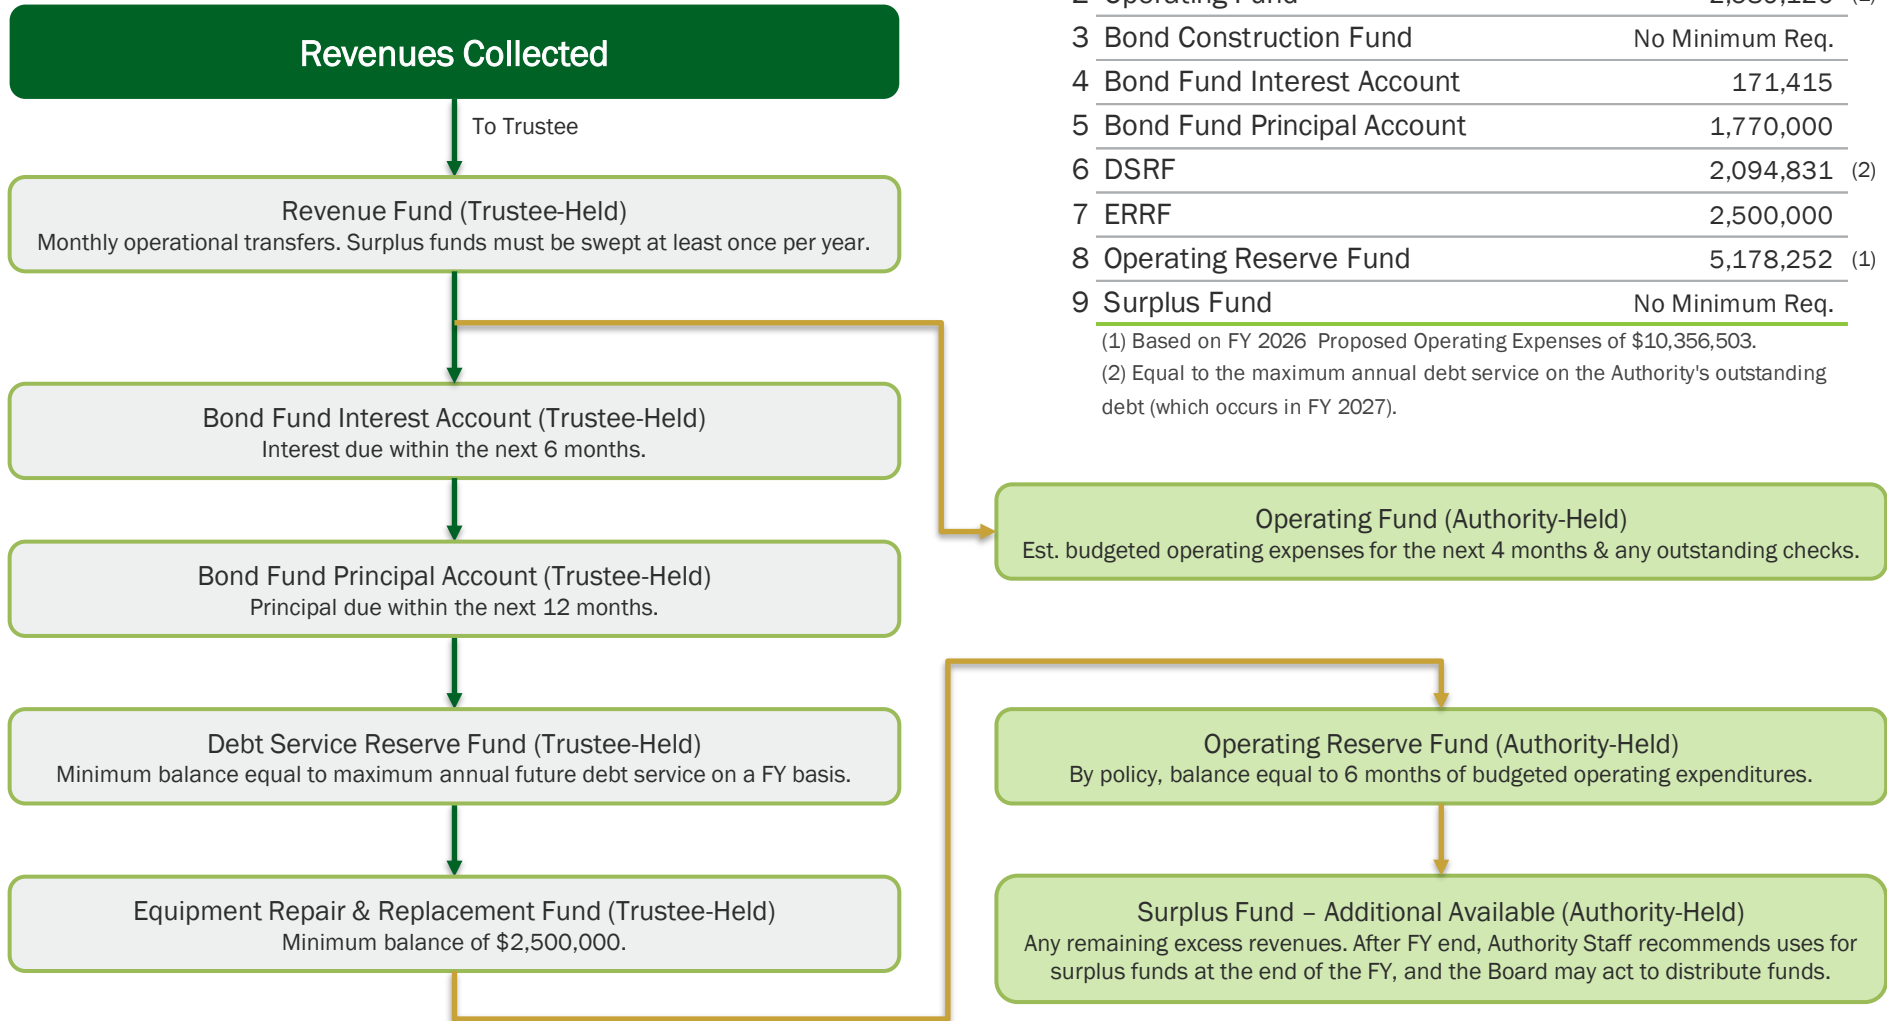 Revenues Collected
To Trustee
Revenue Fund (Trustee-Held)
Monthly operational transfers. Surplus funds must be swept at least once per year.
Bond Fund Interest Account (Trustee-Held)
Interest due within the next 6 months.
Bond Fund Principal Account (Trustee-Held)
Principal due within the next 12 months.
Debt Service Reserve Fund (Trustee-Held)
Minimum balance equal to maximum annual future debt service on a FY basis.
Equipment Repair & Replacement Fund (Trustee-Held)
Minimum balance of $2,500,000.
2 Operating Fund
3 Bond Construction Fund No Minimum Req.
4 Bond Fund Interest Account 171,415
5 Bond Fund Principal Account 1,770,000
6 DSRF 2,094,831 (2)
7 ERRF 2,500,000
8 Operating Reserve Fund 5,178,252 (1)
9 Surplus Fund No Minimum Req.
(1) Based on FY 2026 Proposed Operating Expenses of $10,356,503.
(2) Equal to the maximum annual debt service on the Authority's outstanding
debt (which occurs in FY 2027).
Operating Fund (Authority-Held)
Est. budgeted operating expenses for the next 4 months & any outstanding checks.
Operating Reserve Fund (Authority-Held)
By policy, balance equal to 6 months of budgeted operating expenditures.
Surplus Fund – Additional Available (Authority-Held)
Any remaining excess revenues. After FY end, Authority Staff recommends uses for
surplus funds at the end of the FY, and the Board may act to distribute funds.